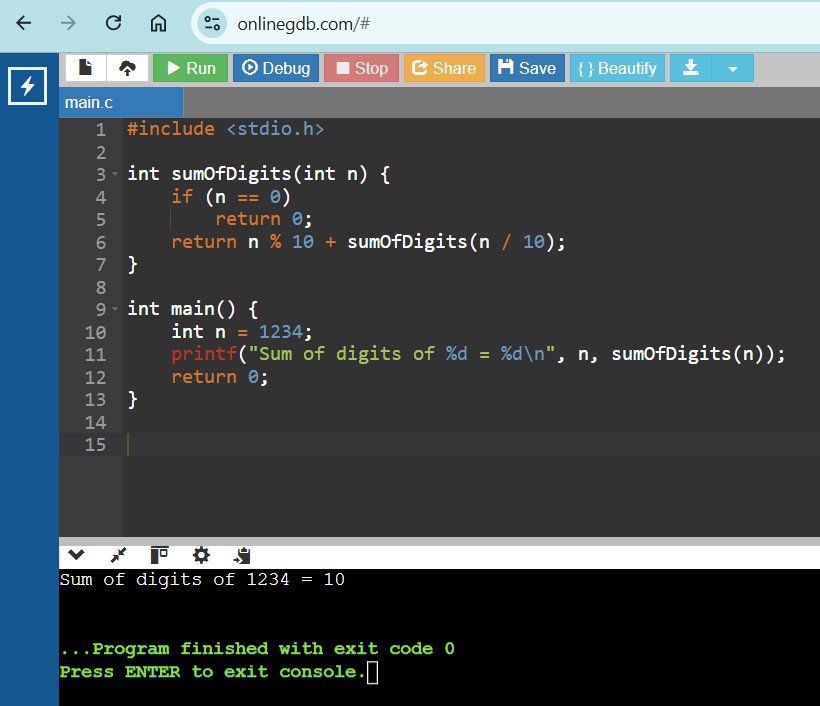 onlinegdb.com/#
Run Debug Stop Share Save { } Beautify
main.c
1 #include <stdio.h>
2
3 int sumOfDigits(int n) {
4     if (n == 0)
5         return 0;
6     return n % 10 + sumOfDigits(n / 10);
7 }
8
9 int main() {
10     int n = 1234;
11     printf("Sum of digits of %d = %d\n", n, sumOfDigits(n));
12     return 0;
13 }
14
15
Sum of digits of 1234 = 10
...Program finished with exit code 0
Press ENTER to exit console.